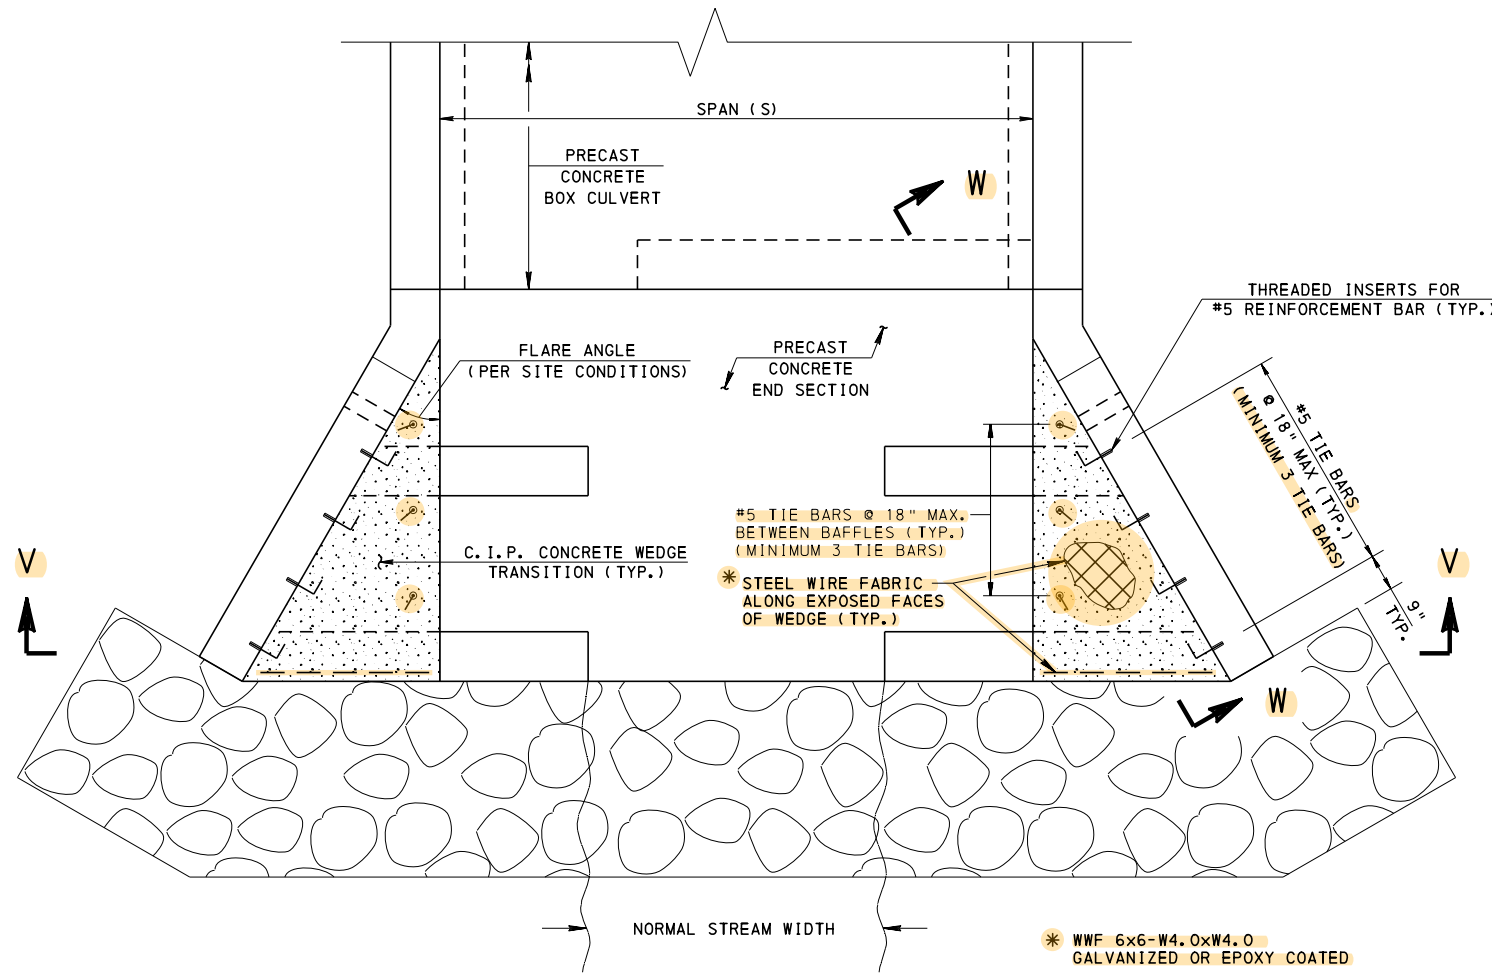 SPAN (S)
PRECAST
CONCRETE
BOX CULVERT
W
THREADED INSERTS FOR
#5 REINFORCEMENT BAR (TYP.)
FLARE ANGLE
(PER SITE CONDITIONS)
PRECAST
CONCRETE
END SECTION
#5 TIE BARS
@ 18" MAX (TYP.)
(MINIMUM 3 TIE BARS)
#5 TIE BARS @ 18" MAX.
BETWEEN BAFFLES (TYP.)
(MINIMUM 3 TIE BARS)
C.I.P. CONCRETE WEDGE
TRANSITION (TYP.)
V
V
* STEEL WIRE FABRIC
ALONG EXPOSED FACES
OF WEDGE (TYP.)
9"
TYP.
W
NORMAL STREAM WIDTH
* WWF 6x6-W4.0xW4.0
GALVANIZED OR EPOXY COATED